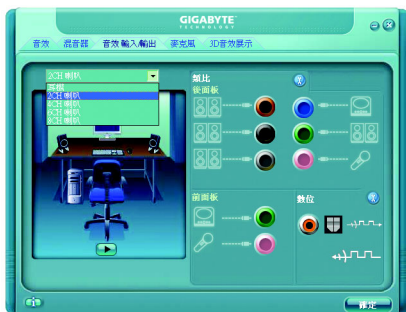 GIGABYTE
TECHNOLOGY
音效 混音器 音效輸入/輸出 麥克風 3D音效展示
2CH 喇叭
耳機
2CH 喇叭
4CH 喇叭
6CH 喇叭
8CH 喇叭
類比
後面板
前面板
數位
確定